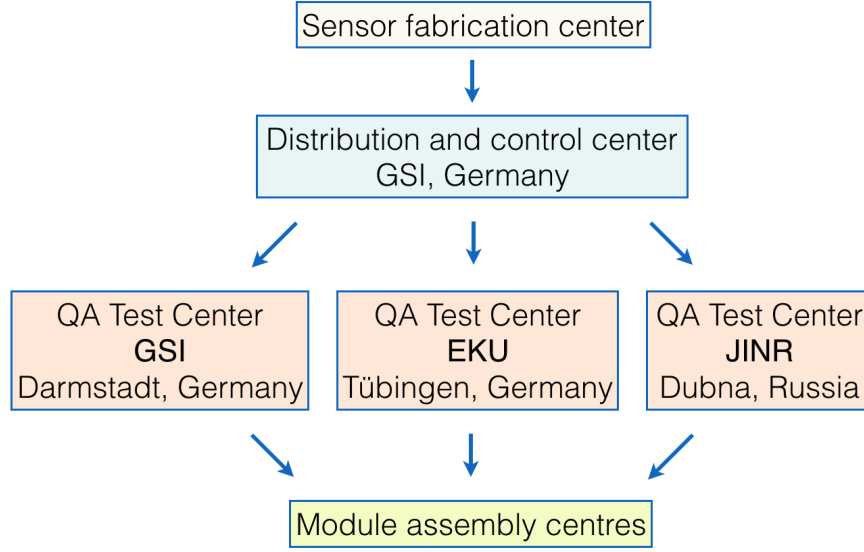 Sensor fabrication center
Distribution and control center
GSI, Germany
QA Test Center
GSI
Darmstadt, Germany
QA Test Center
EKU
Tübingen, Germany
QA Test Center
JINR
Dubna, Russia
Module assembly centres